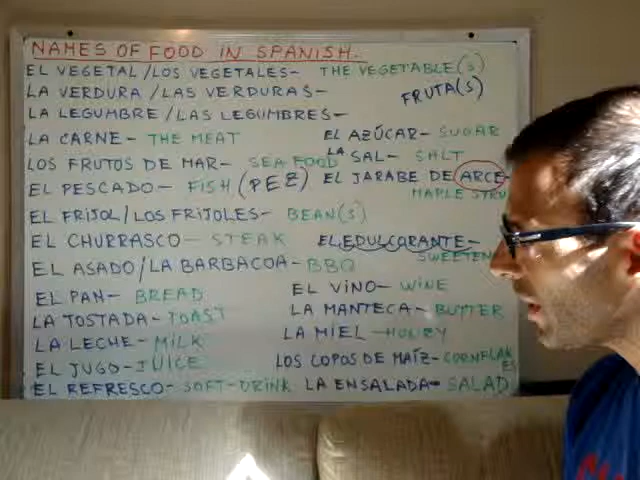 NAMES OF FOOD IN SPANISH.
EL VEGETAL/LOS VEGETALES- THE VEGETABLE(S)
LA VERDURA/LAS VERDURAS-
FRUTA(S)
LA LEGUMBRE/LAS LEGUMBRES-
LA CARNE- THE MEAT
EL AZÚCAR- SUGAR
LOS FRUTOS DE MAR- SEA FOOD
LA SAL- SALT
EL PESCADO- FISH (PEZ)
EL JARABE DE ARCE-
MAPLE
EL FRIJOL/LOS FRIJOLES- BEAN(S)
EL CHURRASCO- STEAK
EL EDULCORANTE-
SWEETEN
EL ASADO/LA BARBACOA- BBQ
EL PAN- BREAD
EL VINO- WINE
LA TOSTADA- TOAST
LA MANTECA- BUTTER
LA LECHE- MILK
LA MIEL- HONEY
EL JUGO- JUICE
LOS COPOS DE MAÍZ- CORNFLAK
ES
EL REFRESCO- SOFT-DRINK
LA ENSALADA- SALAD